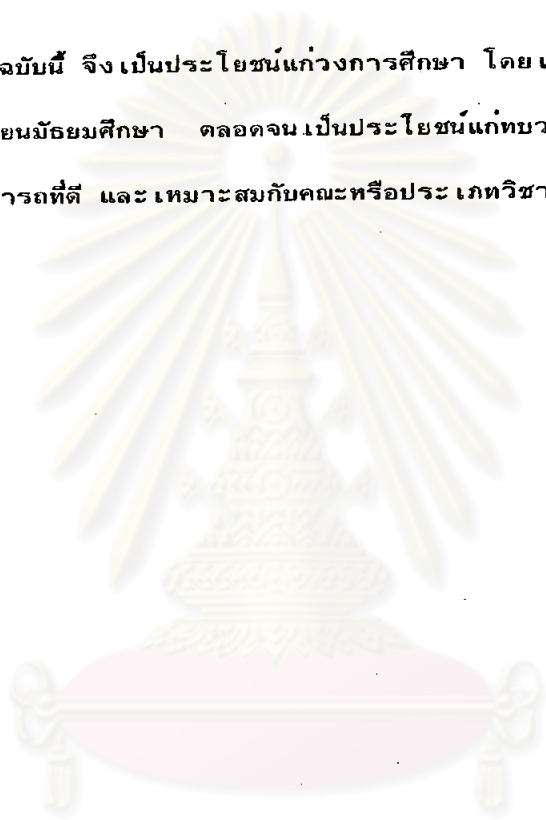 ฉบับนี้ จึงเป็นประโยชน์แก่วงการศึกษา โดย
ยนมัธยมศึกษา ตลอดจนเป็นประโยชน์แก่ทบว
ารถที่ดี และเหมาะสมกับคณะหรือประเภทวิชา